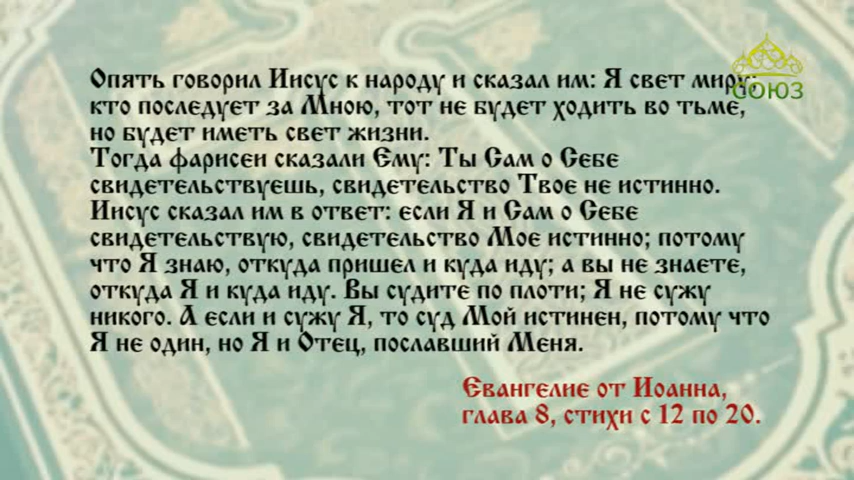 Опять говорил Иисус к народу и сказал им: Я свет миру;
СОЮЗ
кто последует за Мною, тот не будет ходить во тьме,
но будет иметь свет жизни.
Тогда фарисеи сказали Ему: Ты Сам о Себе
свидетельствуешь, свидетельство Твое не истинно.
Иисус сказал им в ответ: если Я и Сам о Себе
свидетельствую, свидетельство Мое истинно; потому
что Я знаю, откуда пришел и куда иду; а вы не знаете,
откуда Я и куда иду. Вы судите по плоти; Я не сужу
никого. А если и сужу Я, то суд Мой истинен, потому что
Я не один, но Я и Отец, пославший Меня.
Евангелие от Иоанна,
глава 8, стихи с 12 по 20.